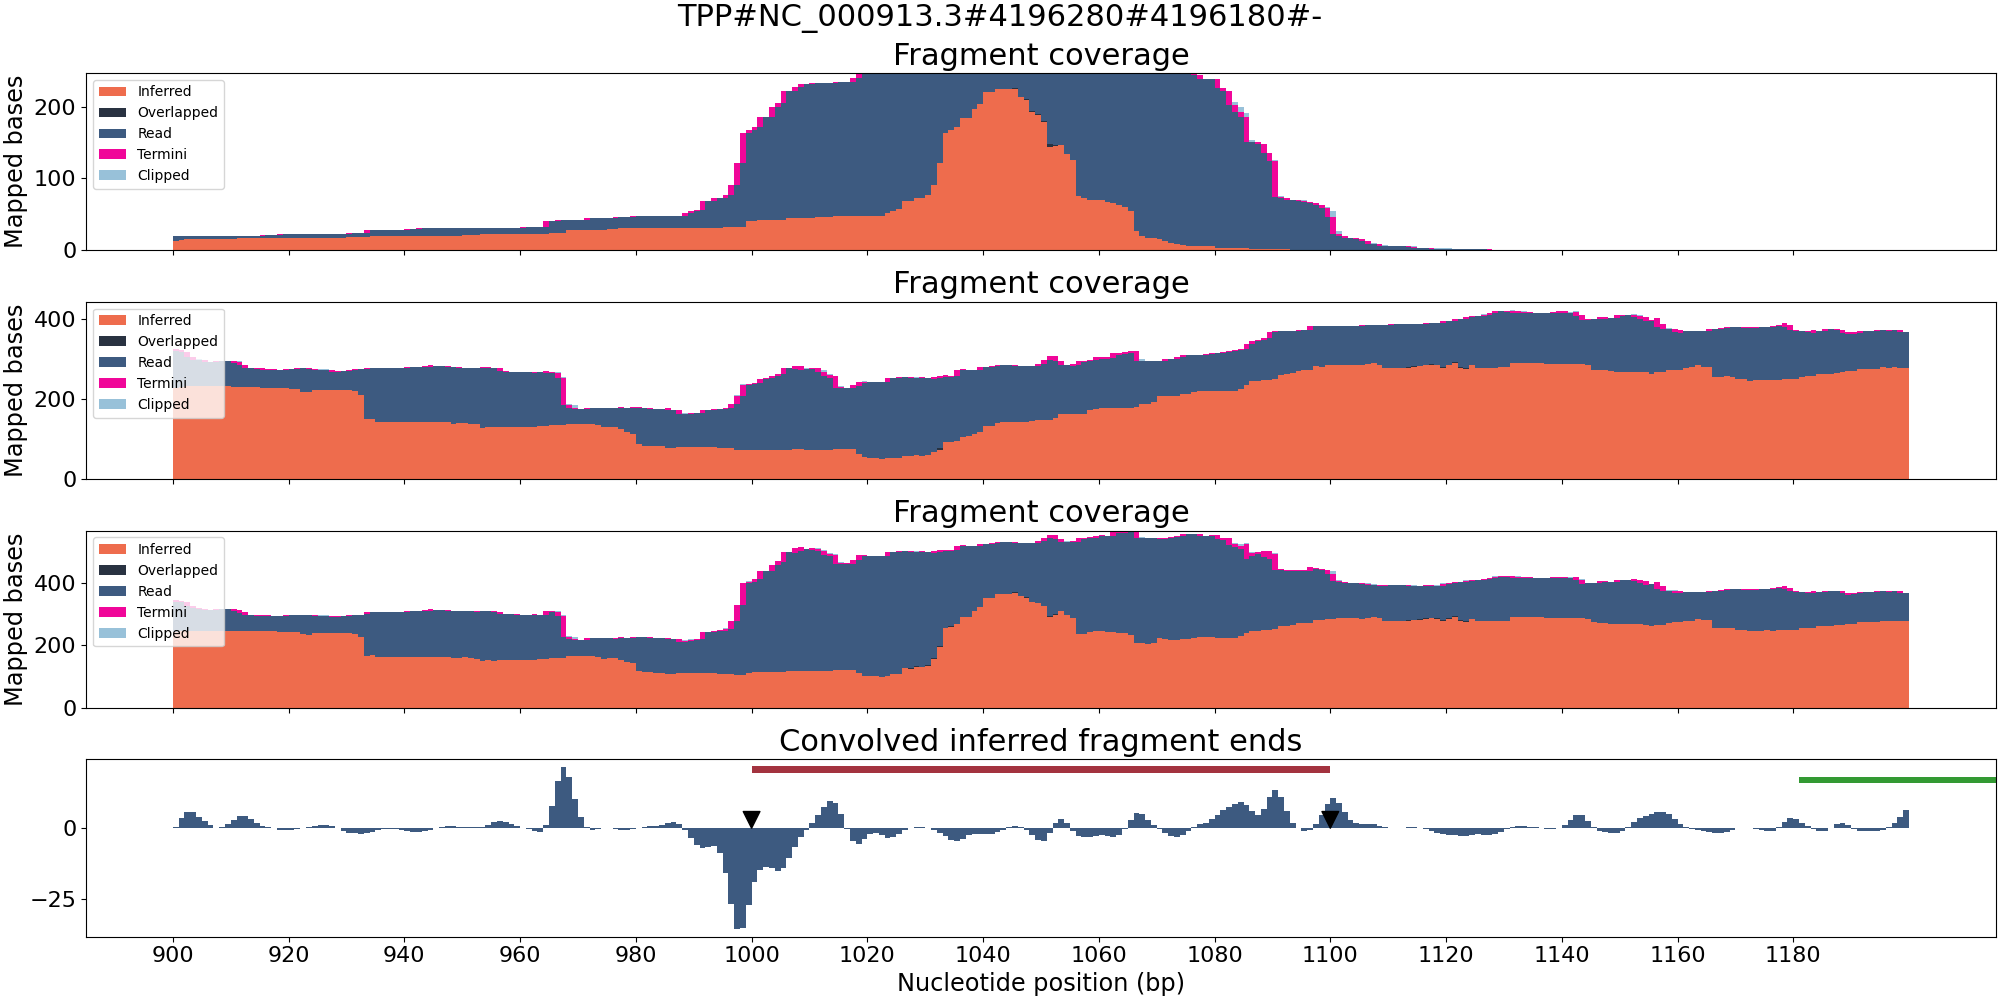 TPP#NC_000913.3#4196280#4196180#-
Fragment coverage
Mapped bases
200
100
0
Inferred
Overlapped
Read
Termini
Clipped
Fragment coverage
Mapped bases
400
200
0
Inferred
Overlapped
Read
Termini
Clipped
Fragment coverage
Mapped bases
400
200
0
Inferred
Overlapped
Read
Termini
Clipped
Convolved inferred fragment ends
0
−25
900 920 940 960 980 1000 1020 1040 1060 1080 1100 1120 1140 1160 1180
Nucleotide position (bp)